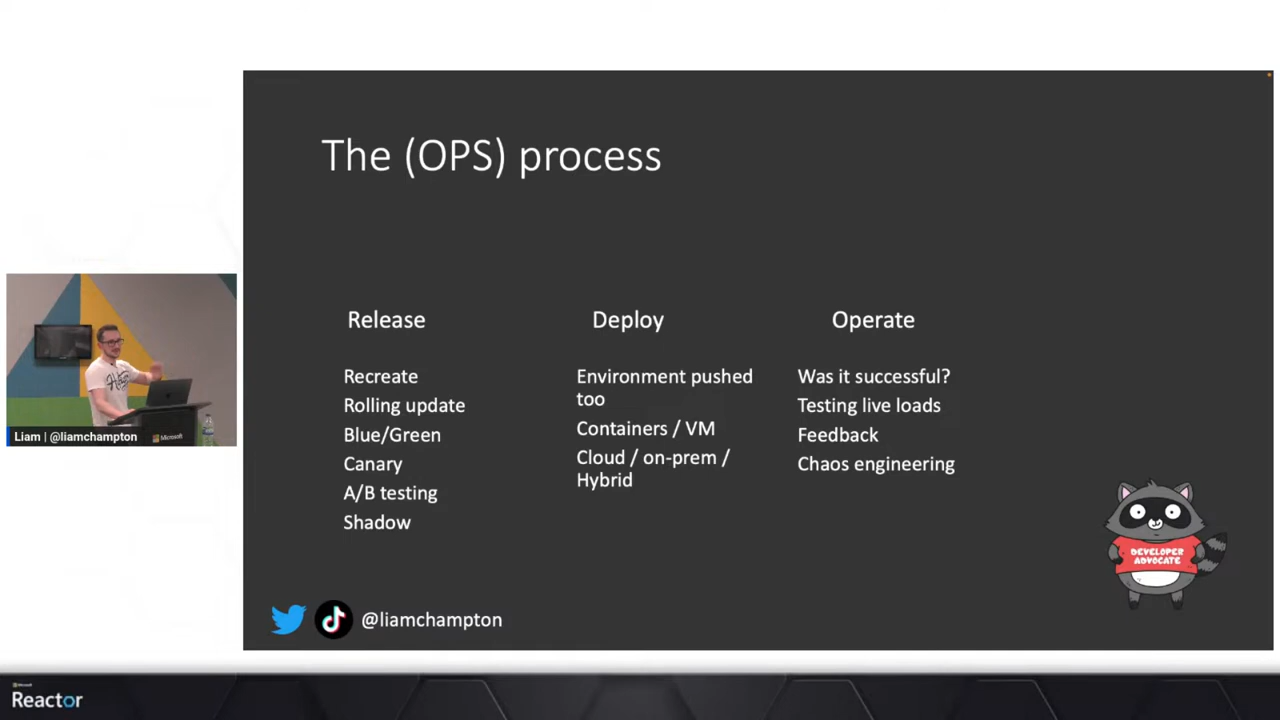 The (OPS) process
Release
Recreate
Rolling update
Blue/Green
Canary
A/B testing
Shadow
Deploy
Environment pushed
too
Containers / VM
Cloud / on-prem /
Hybrid
Operate
Was it successful?
Testing live loads
Feedback
Chaos engineering
DEVELOPER
ADVOCATE
@liamchampton
Liam | @liamchampton
Microsoft
Microsoft
Reactor